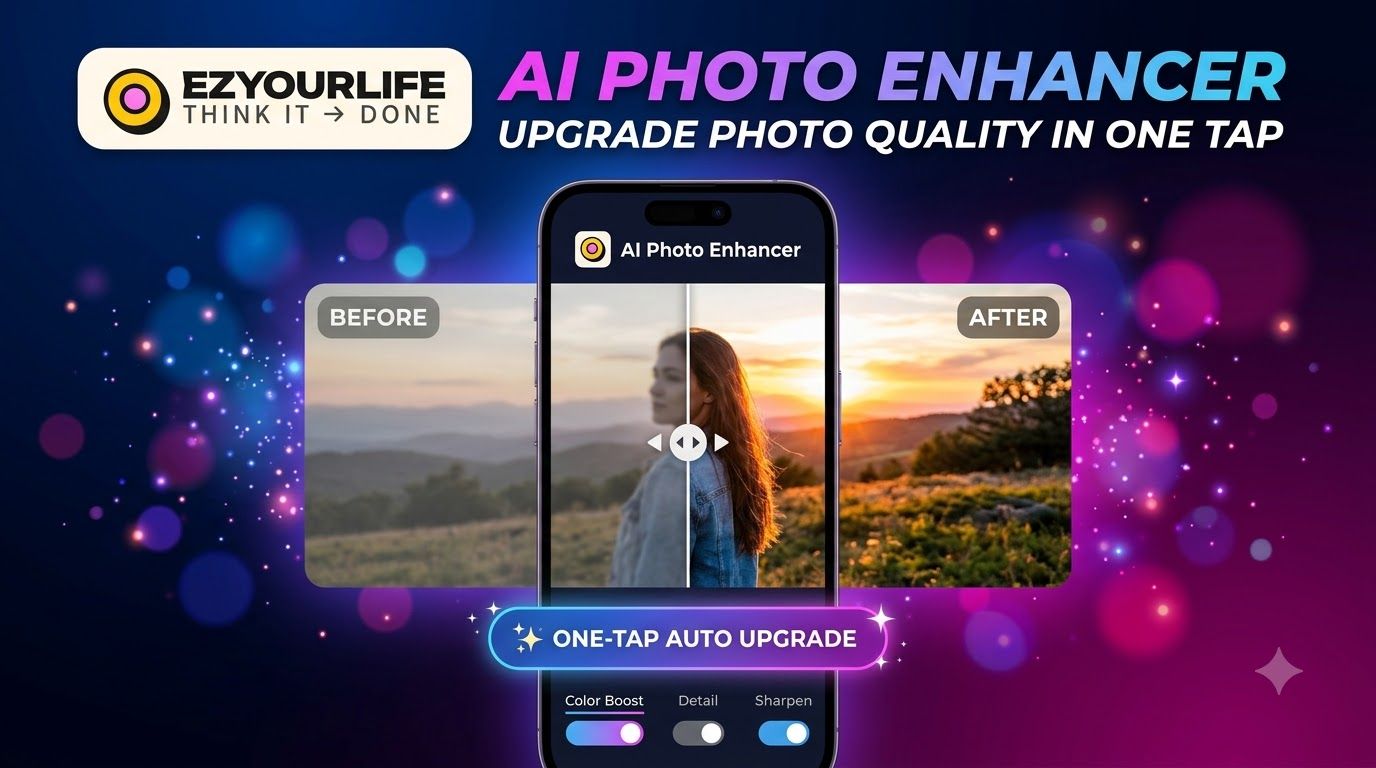 EZYOURLIFE
THINK IT → DONE
AI PHOTO ENHANCER
UPGRADE PHOTO QUALITY IN ONE TAP
AI Photo Enhancer
BEFORE
AFTER
ONE-TAP AUTO UPGRADE
Color Boost
Detail
Sharpen